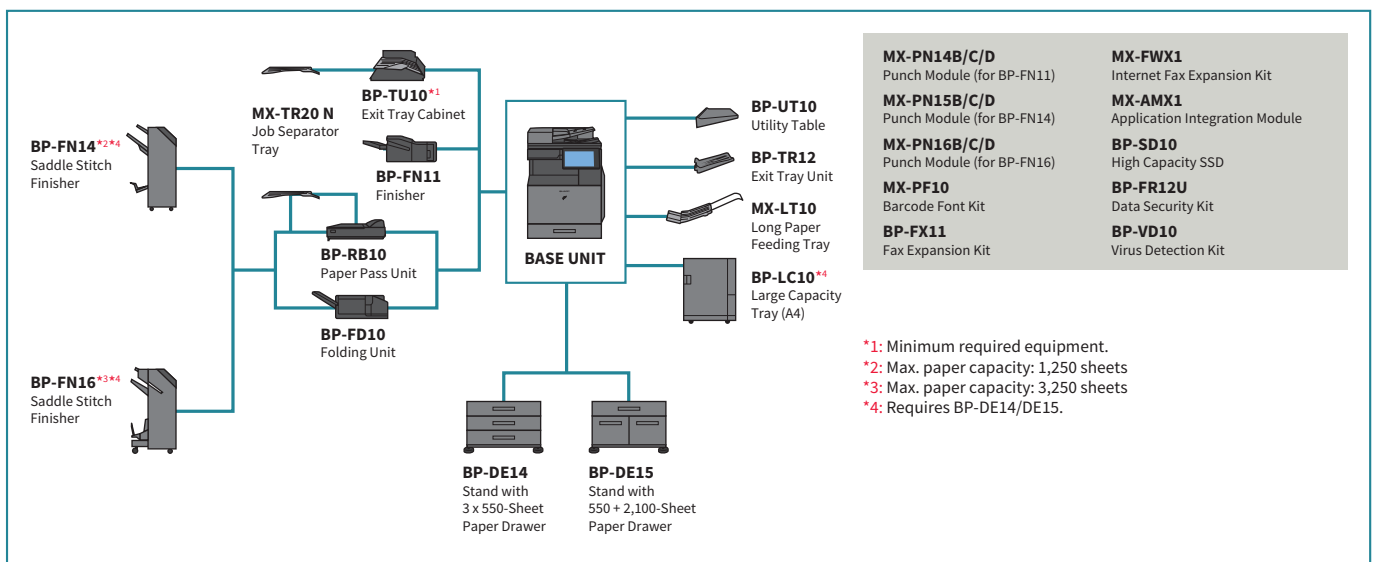 MX-TR20 N
Job Separator
Tray
BP-TU10*1
Exit Tray Cabinet
BP-FN14*2*4
Saddle Stitch
Finisher
BP-FN11
Finisher
BP-RB10
Paper Pass Unit
BP-FD10
Folding Unit
BP-FN16*3*4
Saddle Stitch
Finisher
BASE UNIT
BP-UT10
Utility Table
BP-TR12
Exit Tray Unit
MX-LT10
Long Paper
Feeding Tray
BP-LC10*4
Large Capacity
Tray (A4)
BP-DE14
Stand with
3 x 550-Sheet
Paper Drawer
BP-DE15
Stand with
550 + 2,100-Sheet
Paper Drawer
MX-PN14B/C/D
Punch Module (for BP-FN11)
MX-PN15B/C/D
Punch Module (for BP-FN14)
MX-PN16B/C/D
Punch Module (for BP-FN16)
MX-PF10
Barcode Font Kit
BP-FX11
Fax Expansion Kit
MX-FWX1
Internet Fax Expansion Kit
MX-AMX1
Application Integration Module
BP-SD10
High Capacity SSD
BP-FR12U
Data Security Kit
BP-VD10
Virus Detection Kit
*1: Minimum required equipment.
*2: Max. paper capacity: 1,250 sheets
*3: Max. paper capacity: 3,250 sheets
*4: Requires BP-DE14/DE15.